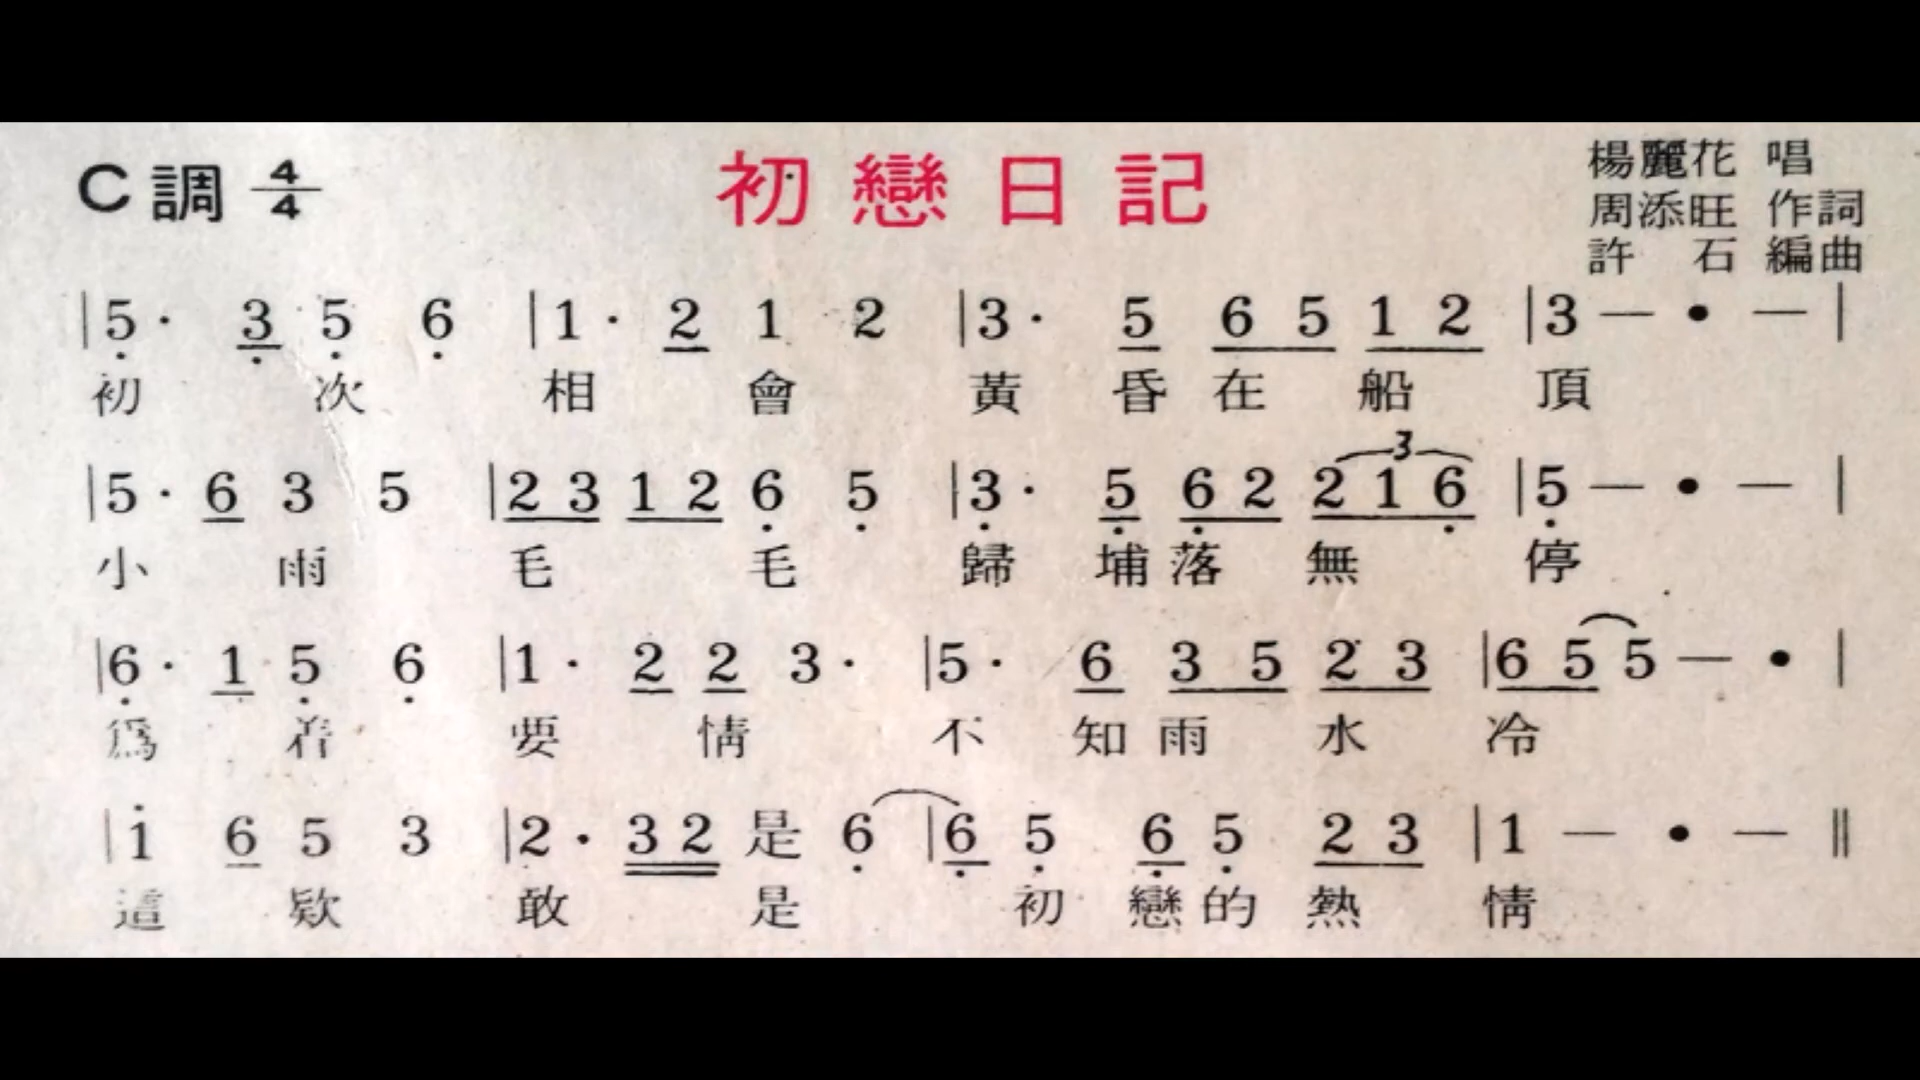 C調 4/4 初戀日記 楊麗花 唱
周添旺 作詞
許 石 編曲
|5· 3 5 6 |1· 2 1 2 |3· 5 6 5 1 2 |3 — • — |
初 次 相 會 黃 昏 在 船 頂
3
|5· 6 3 5 |2 3 1 2 6 5 |3· 5 6 2 2 1 6 |5 — • — |
小 雨 毛 毛 歸 埔 落 無 停
|6· 1 5 6 |1· 2 2 3· |5· 6 3 5 2 3 |6 5 5 — • |
爲 着 要 情 不 知 雨 水 冷
|1 6 5 3 |2· 3 2 是 6 |6 5 6 5 2 3 |1 — • — ‖
這 款 敢 是 初 戀 的 熱 情